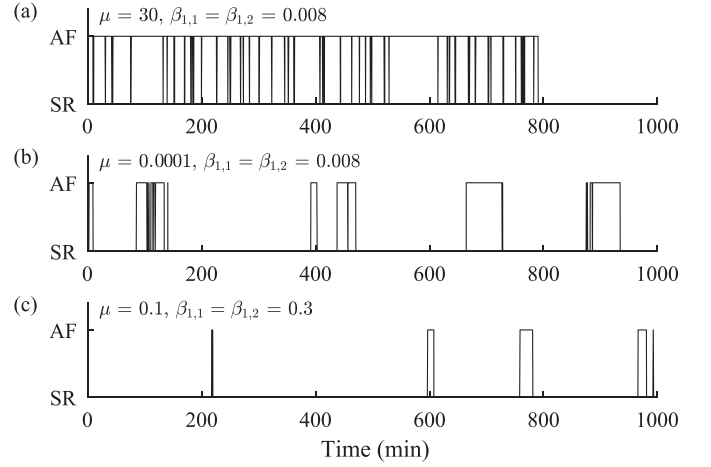 (a)
μ = 30, β1,1 = β1,2 = 0.008
AF
SR
0 200 400 600 800 1000
(b)
μ = 0.0001, β1,1 = β1,2 = 0.008
AF
SR
0 200 400 600 800 1000
(c)
μ = 0.1, β1,1 = β1,2 = 0.3
AF
SR
0 200 400 600 800 1000
Time (min)